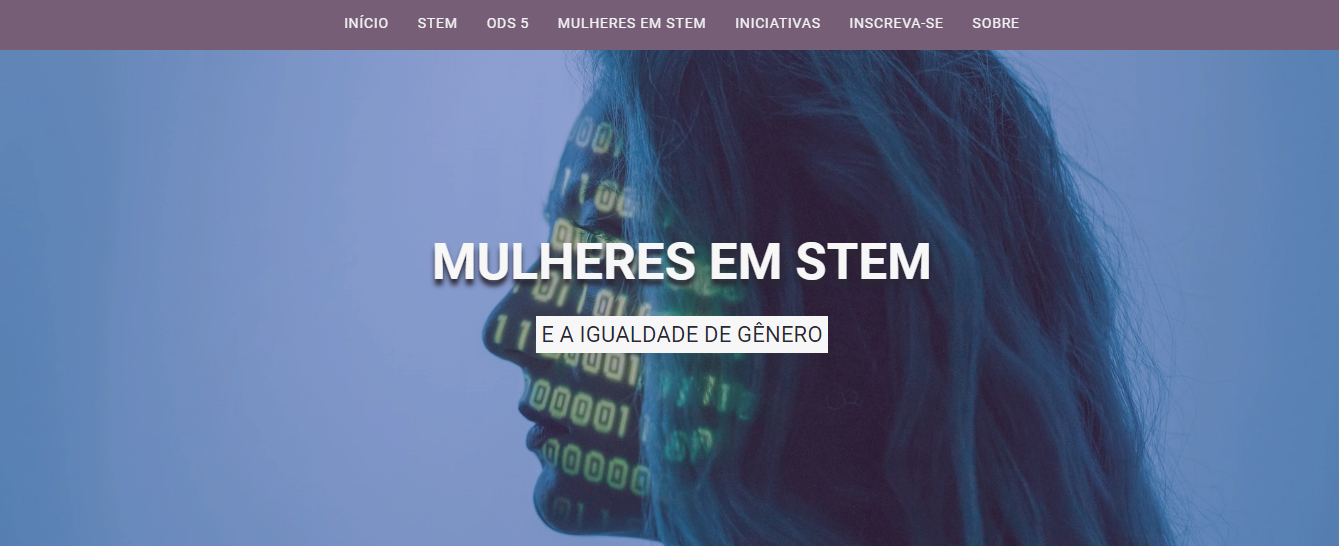 INÍCIO STEM ODS 5 MULHERES EM STEM INICIATIVAS INSCREVA-SE SOBRE
MULHERES EM STEM
E A IGUALDADE DE GÊNERO